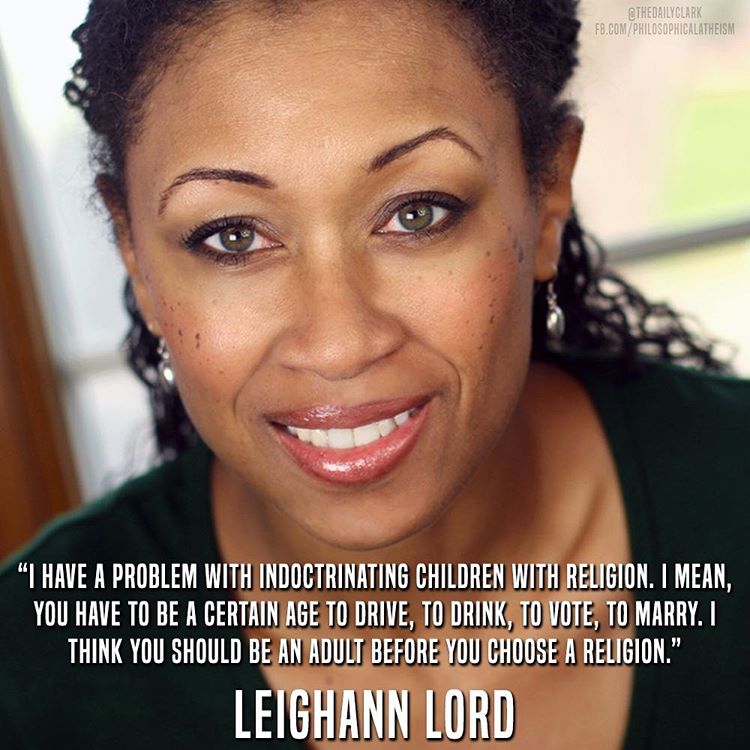 @THEDAILYCLARK
FB.COM/PHILOSOPHICALATHEISM
“I HAVE A PROBLEM WITH INDOCTRINATING CHILDREN WITH RELIGION. I MEAN,
YOU HAVE TO BE A CERTAIN AGE TO DRIVE, TO DRINK, TO VOTE, TO MARRY. I
THINK YOU SHOULD BE AN ADULT BEFORE YOU CHOOSE A RELIGION.”
LEIGHANN LORD